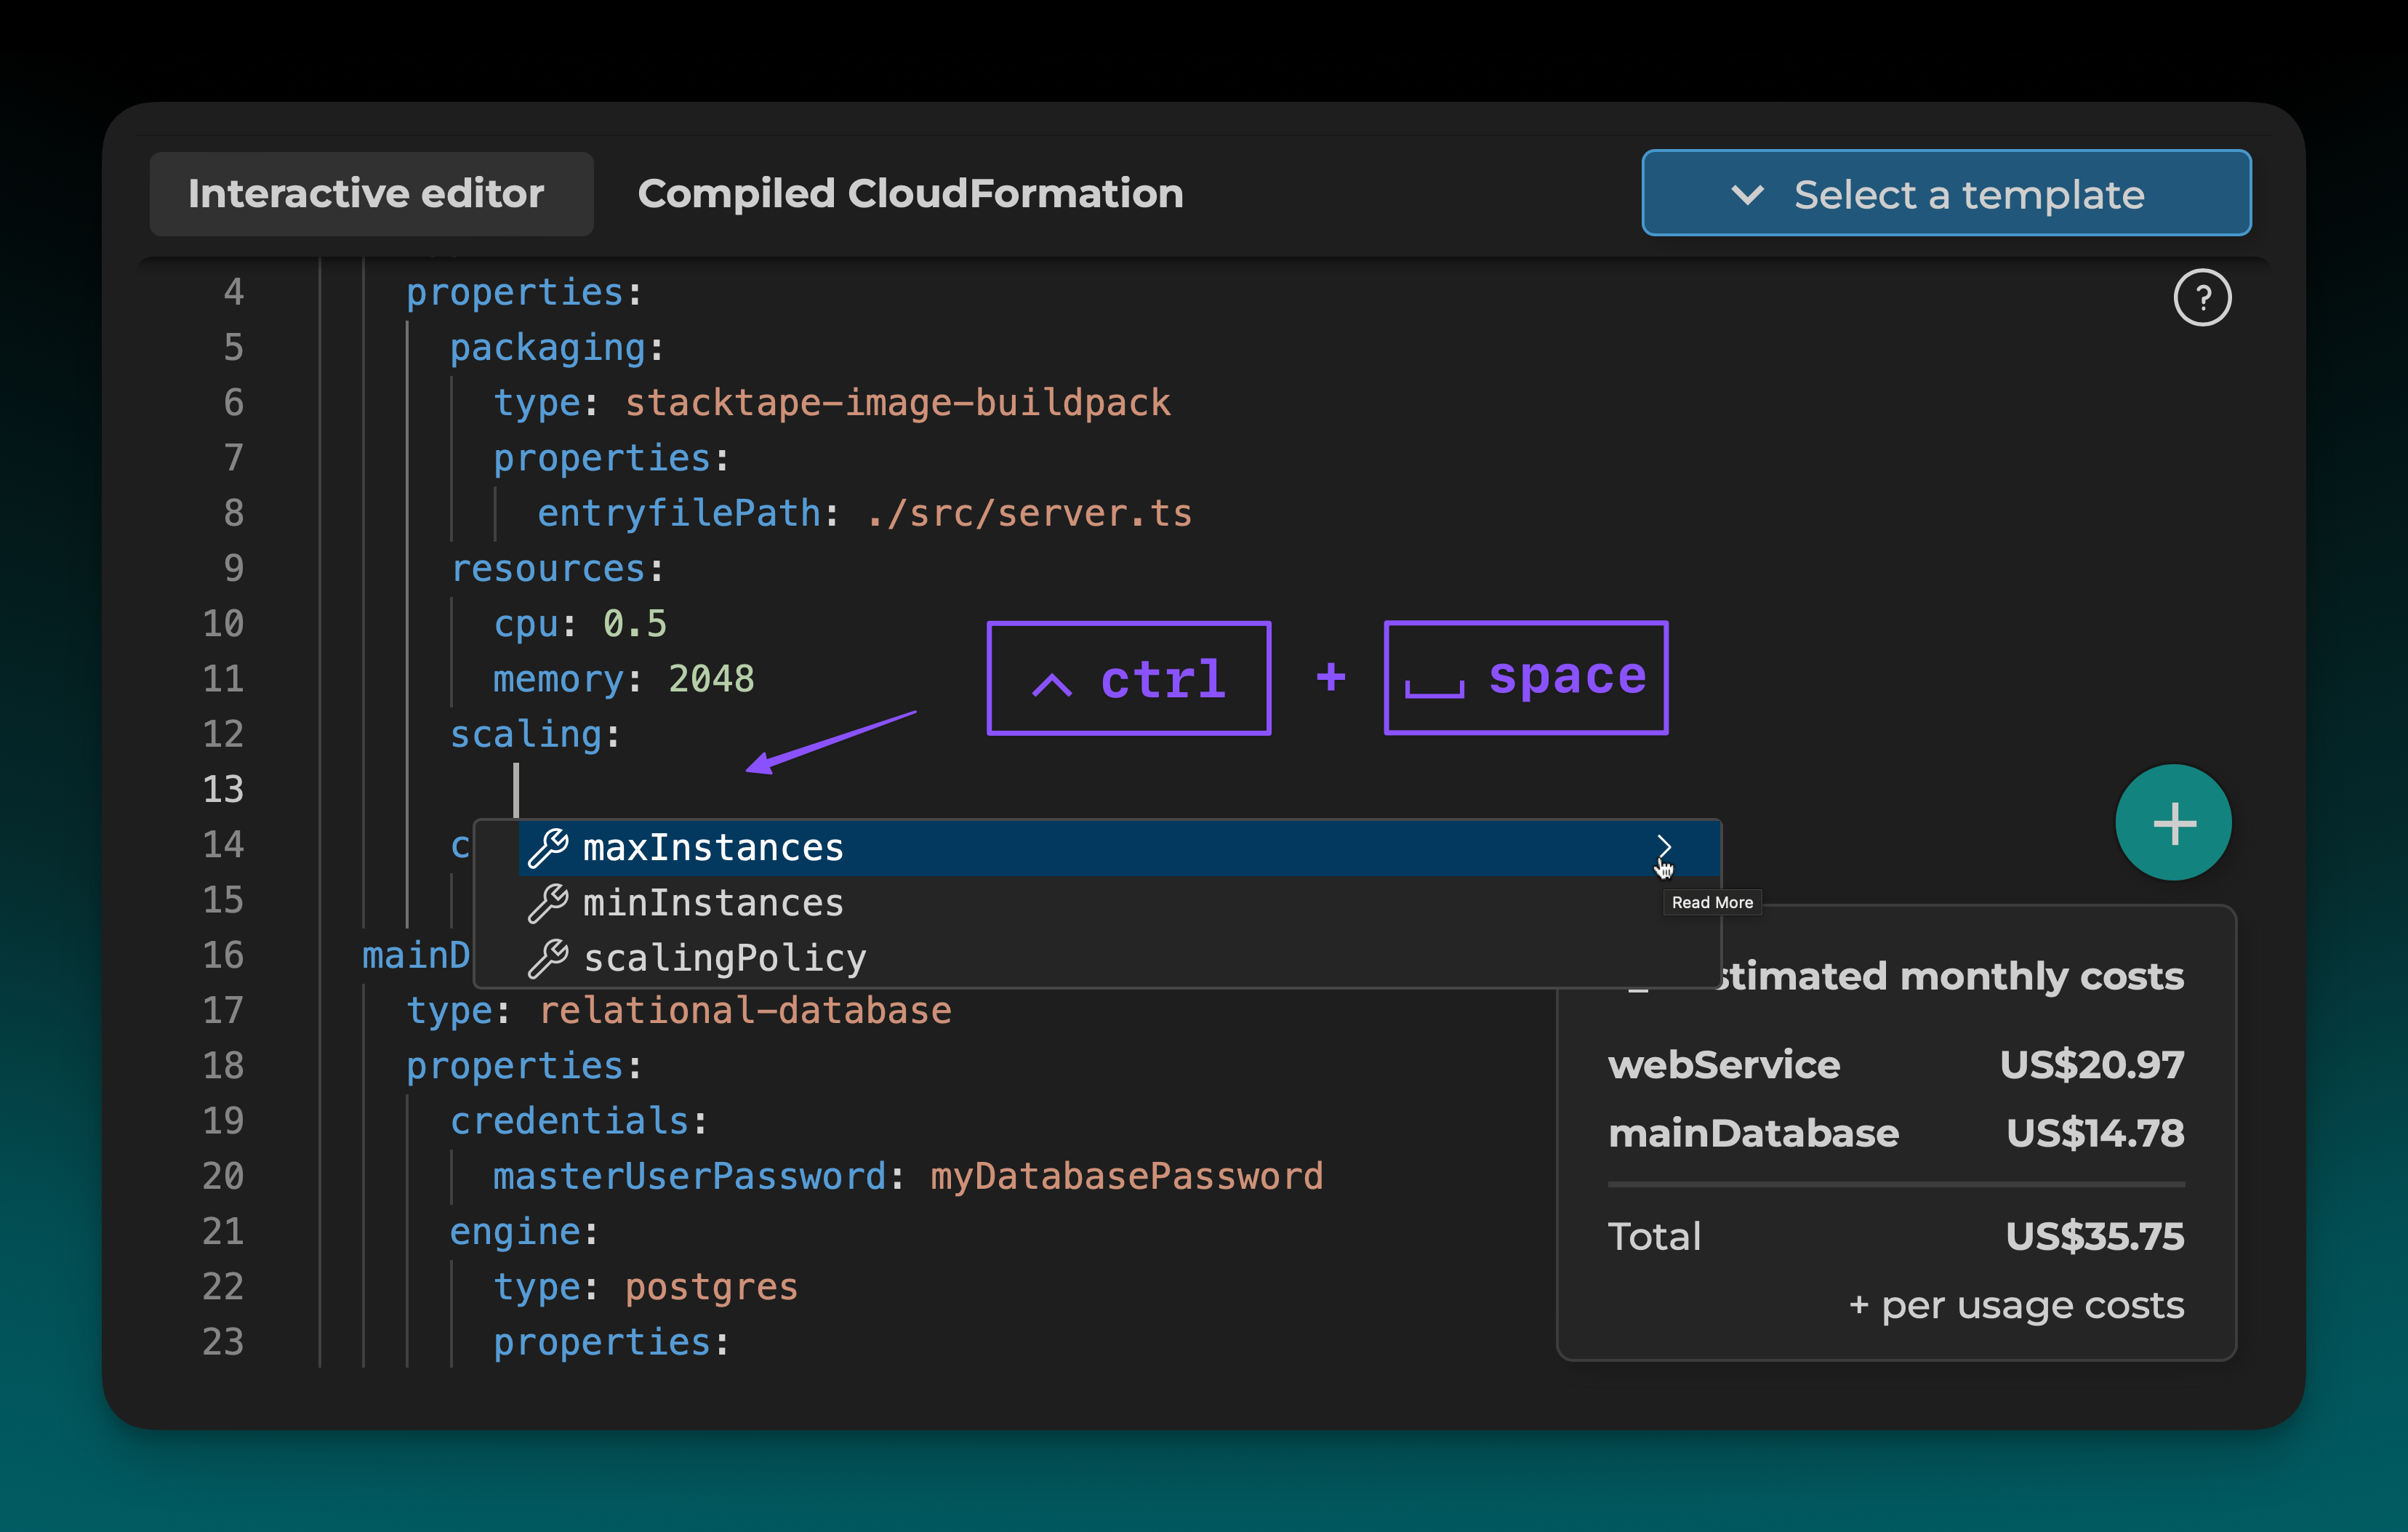 Interactive editor
Compiled CloudFormation
Select a template
?
4 properties:
5 packaging:
6 type: stacktape-image-buildpack
7 properties:
8 entryfilePath: ./src/server.ts
9 resources:
10 cpu: 0.5
11 memory: 2048
12 scaling:
13
14 c
15
16 mainD
17 type: relational-database
18 properties:
19 credentials:
20 masterUserPassword: myDatabasePassword
21 engine:
22 type: postgres
23 properties:
ctrl + space
maxInstances
minInstances
scalingPolicy
Read More
+
stimated monthly costs
webService US$20.97
mainDatabase US$14.78
Total US$35.75
+ per usage costs